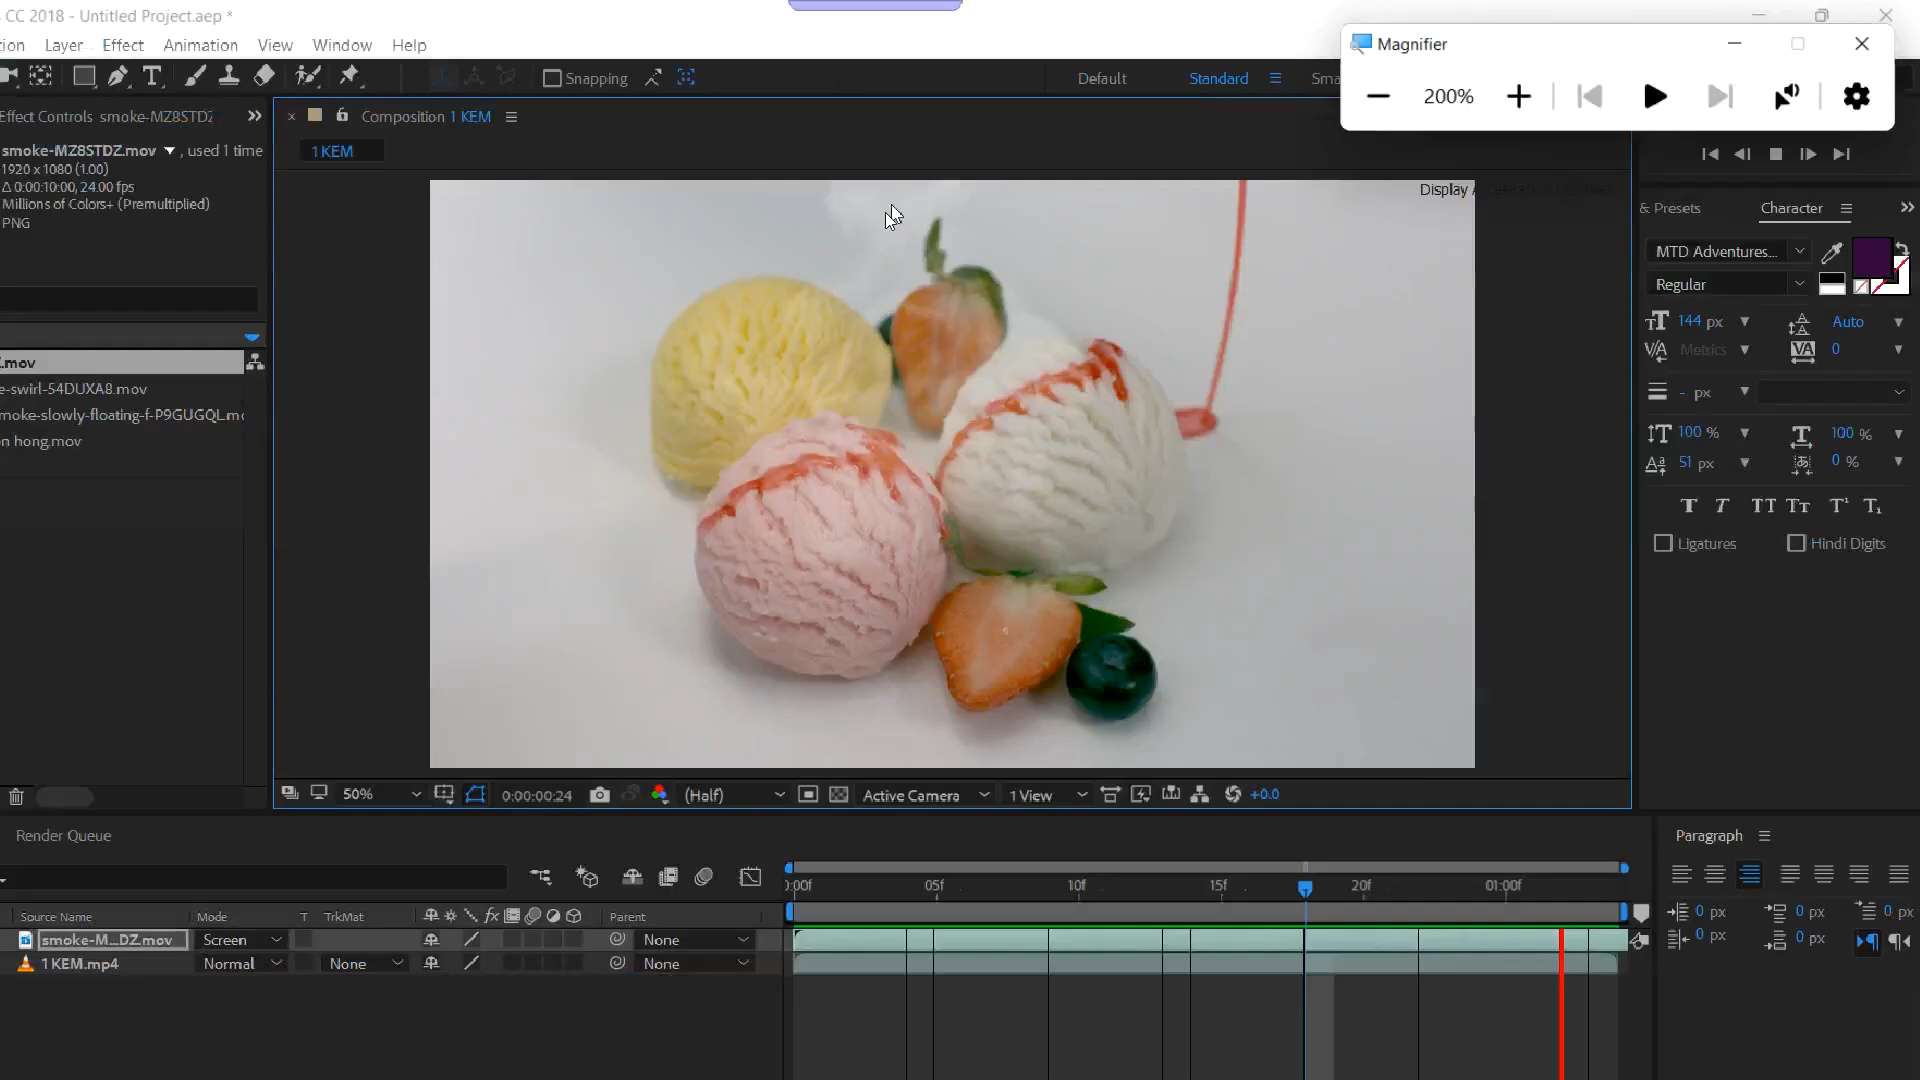 CC 2018 - Untitled Project.aep *
Layer Effect Animation View Window Help
Magnifier
200%
Snapping
Default Standard
Effect Controls smoke-MZ8STDZ
Composition 1 KEM
1 KEM
smoke-MZ8STDZ.mov , used 1 time
1920 x 1080 (1.00)
Δ 0:00:10:00, 24.00 fps
Millions of Colors+ (Premultiplied)
PNG
Display
& Presets Character
MTD Adventures...
Regular
144 px Auto
Metrics 0
- px
100 % 100 %
51 px 0 %
Ligatures Hindi Digits
.mov
e-swirl-54DUXA8.mov
moke-slowly-floating-f-P9GUGQL.mo
n hong.mov
50% 0:00:00:24 (Half) Active Camera 1 View +0.0
Render Queue
Paragraph
:00f 05f 10f 15f 20f 01:00f
Source Name Mode T TrkMat fx Parent
smoke-M...DZ.mov Screen None
1 KEM.mp4 Normal None None
0 px 0 px 0 px
0 px 0 px